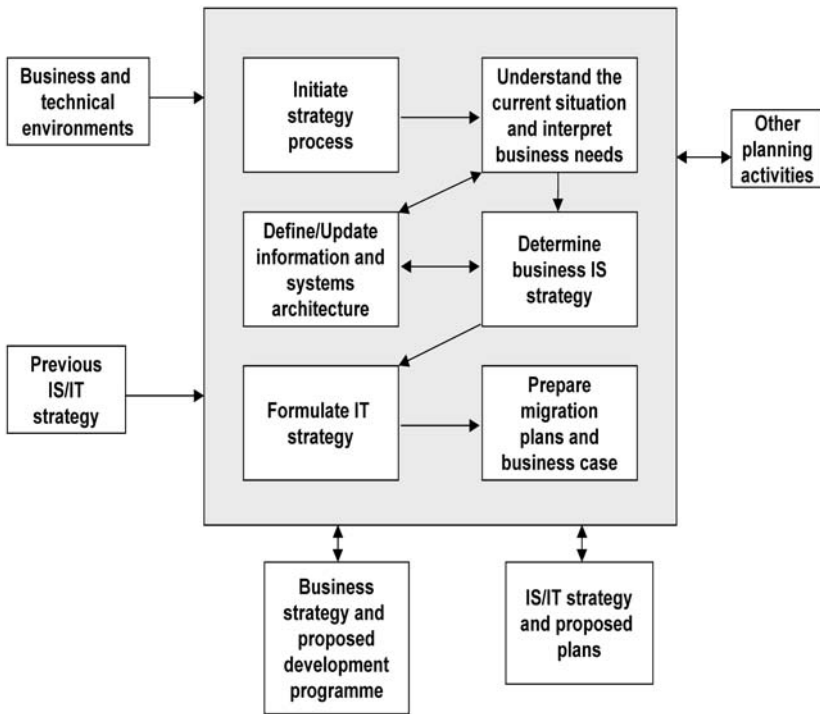 Business and
technical
environments
Initiate
strategy
process
Understand the
current situation
and interpret
business needs
Other
planning
activities
Define/Update
information and
systems
architecture
Determine
business IS
strategy
Previous
IS/IT
strategy
Formulate IT
strategy
Prepare
migration
plans and
business case
Business
strategy and
proposed
development
programme
IS/IT strategy
and proposed
plans